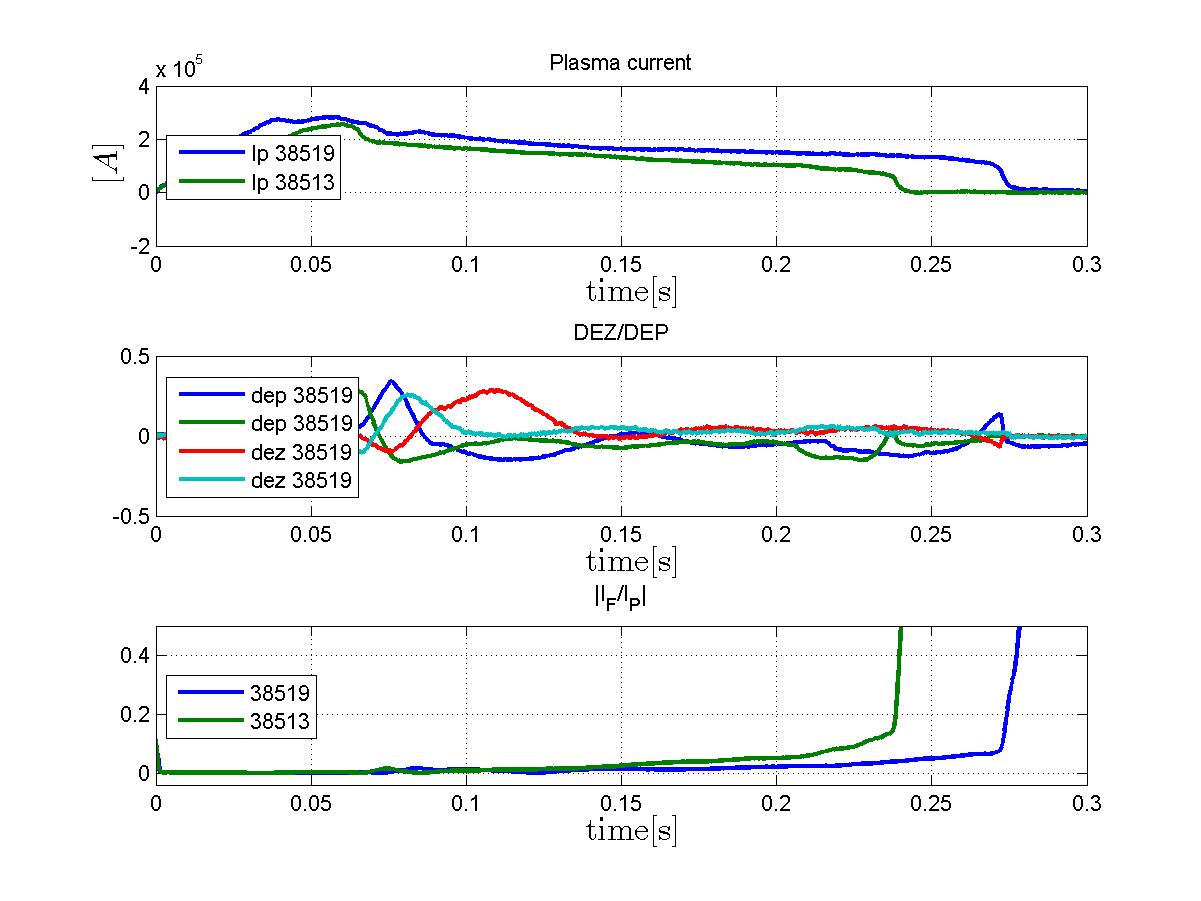 Plasma current
x 10^5
4
2
0
-2
[A]
Ip 38519
Ip 38513
0 0.05 0.1 0.15 0.2 0.25 0.3
time[s]
DEZ/DEP
0.5
0
-0.5
dep 38519
dep 38519
dez 38519
dez 38519
0 0.05 0.1 0.15 0.2 0.25 0.3
time[s]
|I_F/I_P|
0.4
0.2
0
38519
38513
0 0.05 0.1 0.15 0.2 0.25 0.3
time[s]